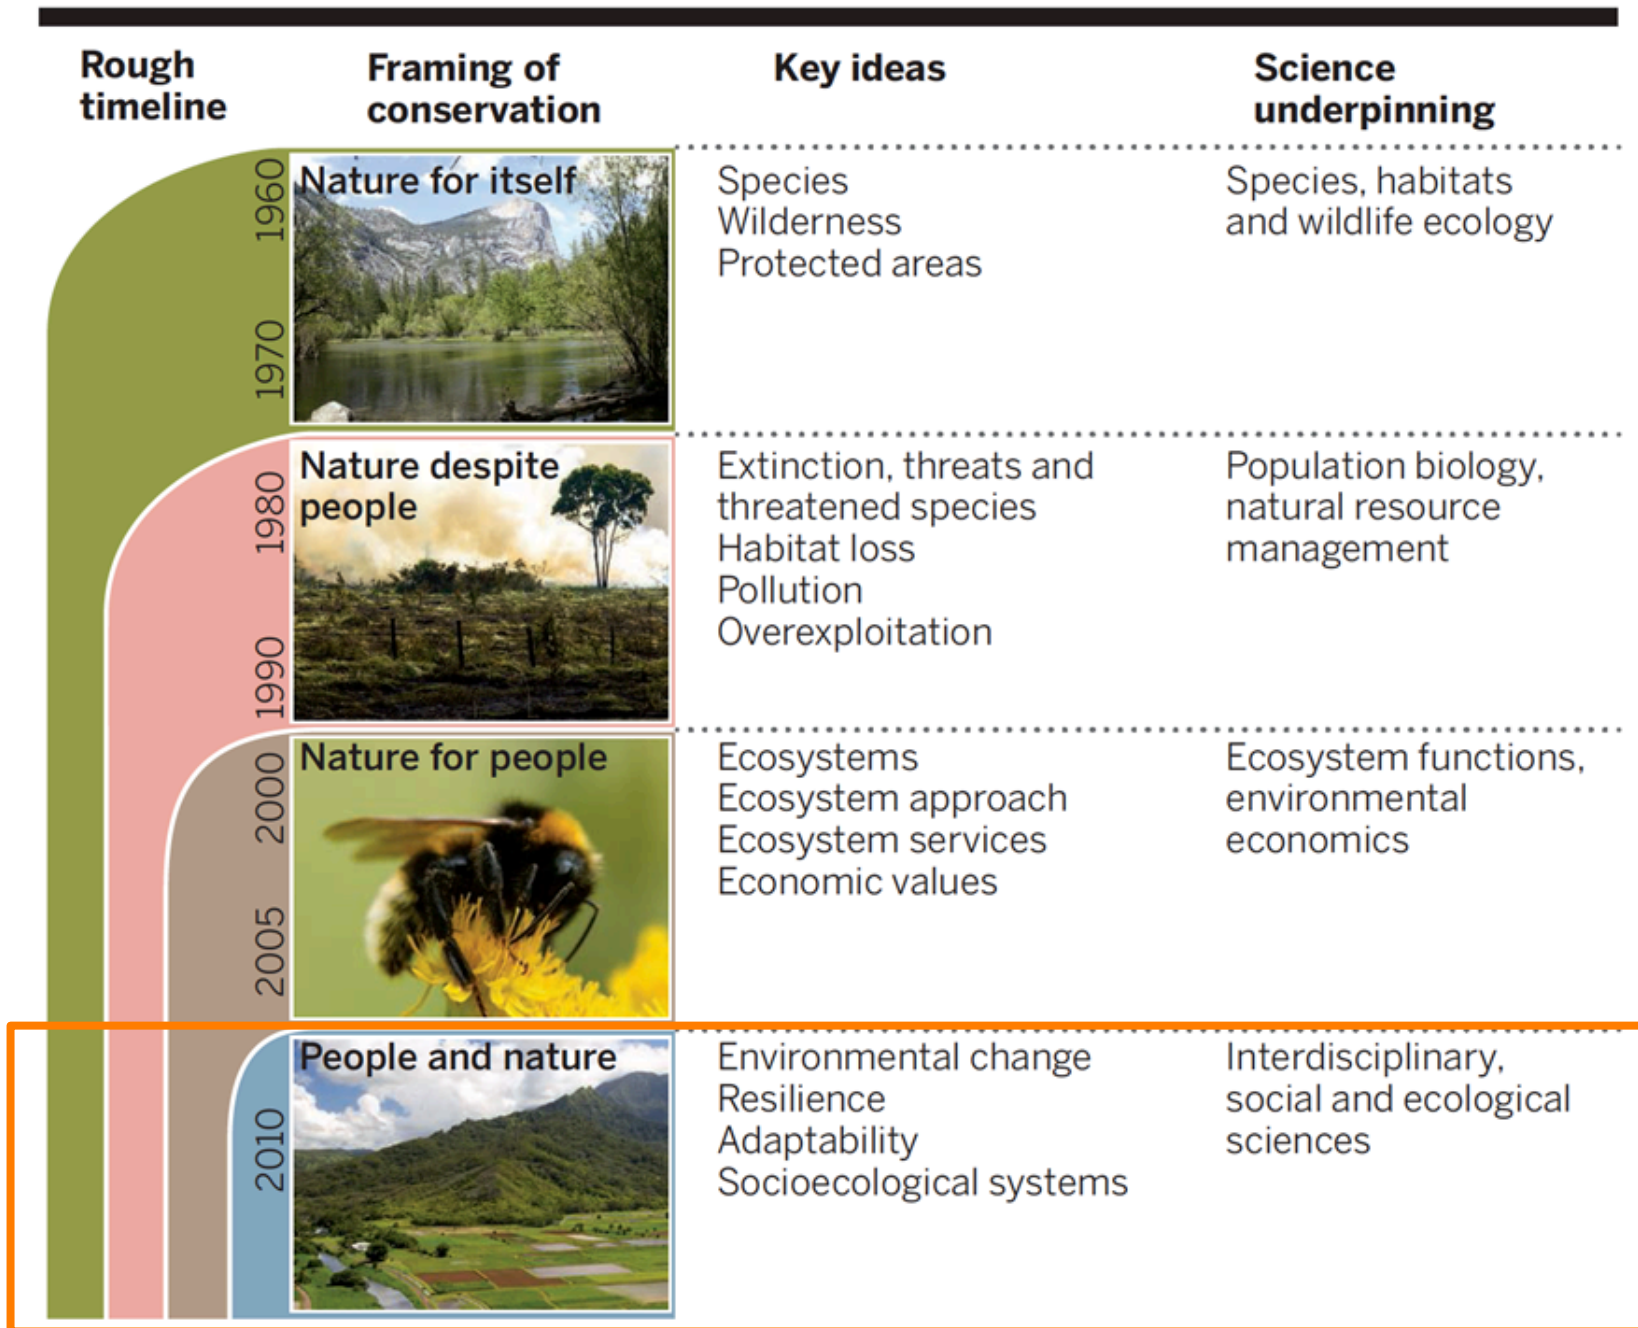 Rough
timeline
Framing of
conservation
Key ideas
Science
underpinning
1960
1970
Nature for itself
Species
Wilderness
Protected areas
Species, habitats
and wildlife ecology
1980
1990
Nature despite
people
Extinction, threats and
threatened species
Habitat loss
Pollution
Overexploitation
Population biology,
natural resource
management
2000
2005
Nature for people
Ecosystems
Ecosystem approach
Ecosystem services
Economic values
Ecosystem functions,
environmental
economics
2010
People and nature
Environmental change
Resilience
Adaptability
Socioecological systems
Interdisciplinary,
social and ecological
sciences